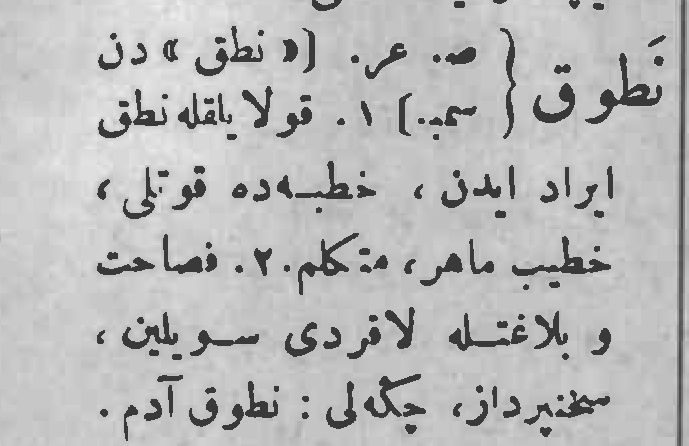 نَطوق { ص. عر. [« نطق » دن
سمـ.] ۱. قولایلقله نطق
ایراد ایدن ، خطبه‌ده قوتلی ،
خطیب ماهر، متکلم. ۲. فصاحت
و بلاغتله لاقردی سویلین ،
سخنپرداز، چکه‌لی : نطوق آدم .